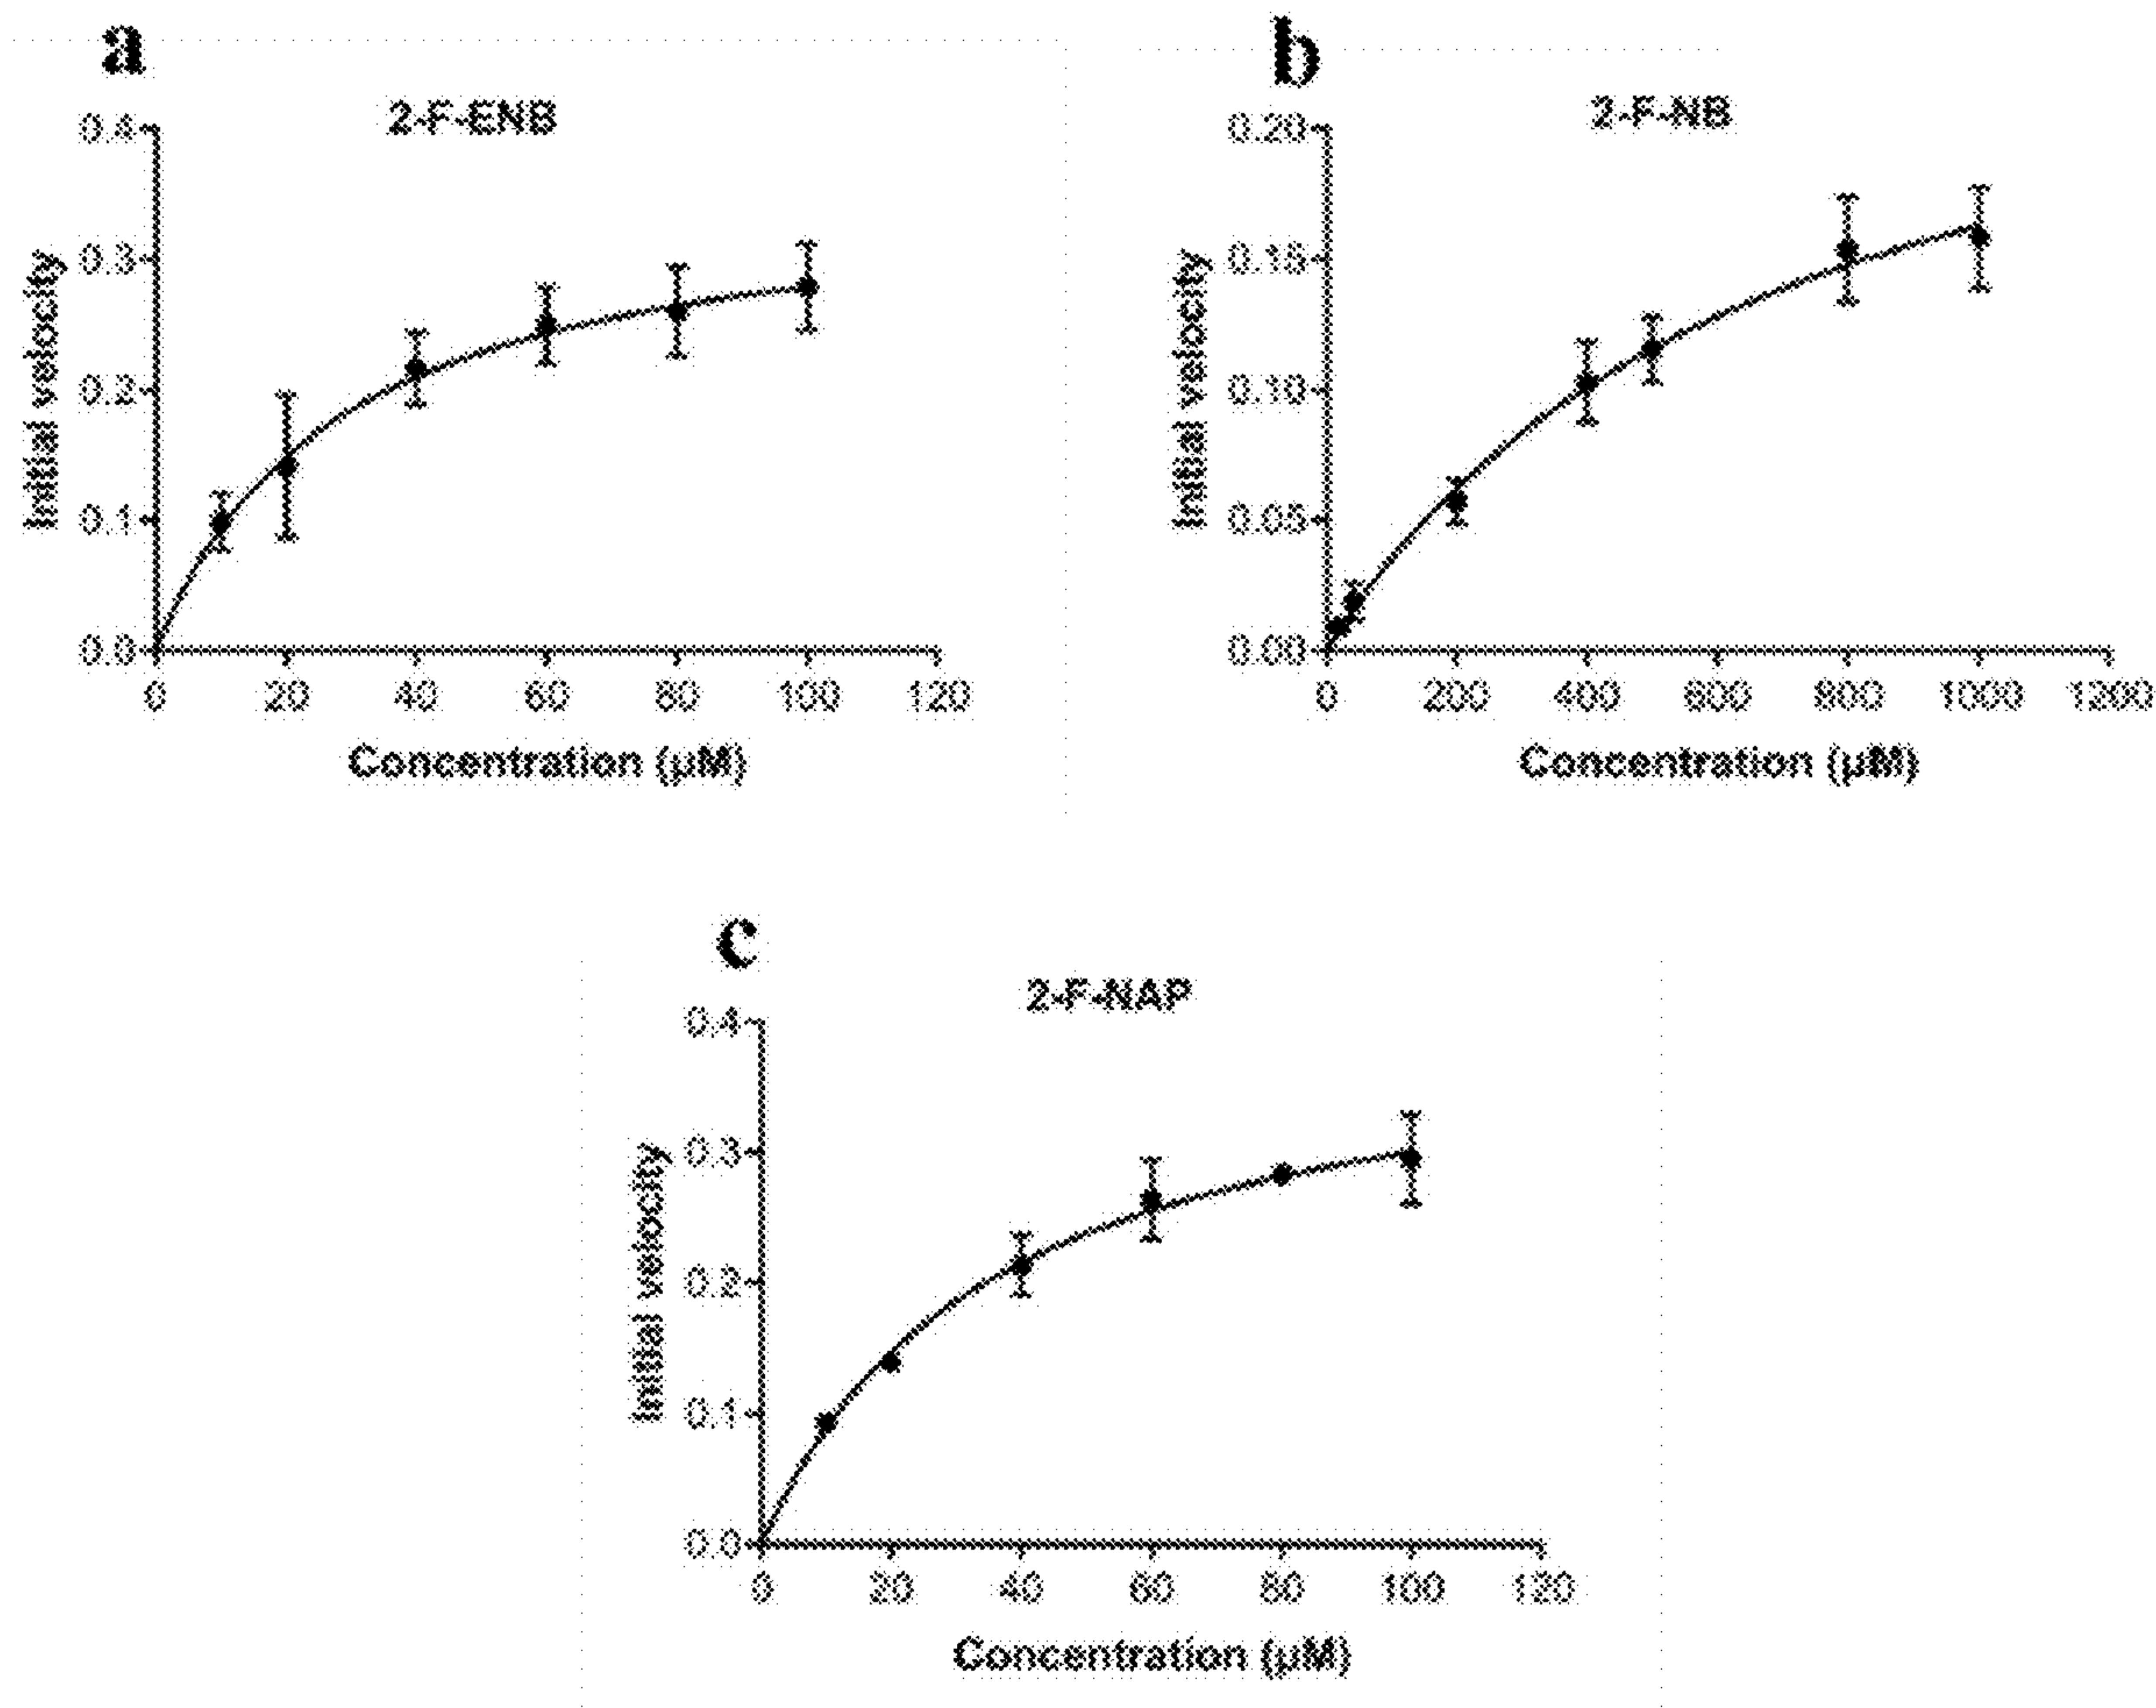 a
2-F-ENB
Initial velocity
0.4
0.3
0.2
0.1
0.0
0 20 40 60 80 100 120
Concentration (μM)
b
2-F-NB
Initial velocity
0.20
0.15
0.10
0.05
0.00
0 200 400 600 800 1000 1200
Concentration (μM)
c
2-F-NAP
Initial velocity
0.4
0.3
0.2
0.1
0.0
0 20 40 60 80 100 120
Concentration (μM)